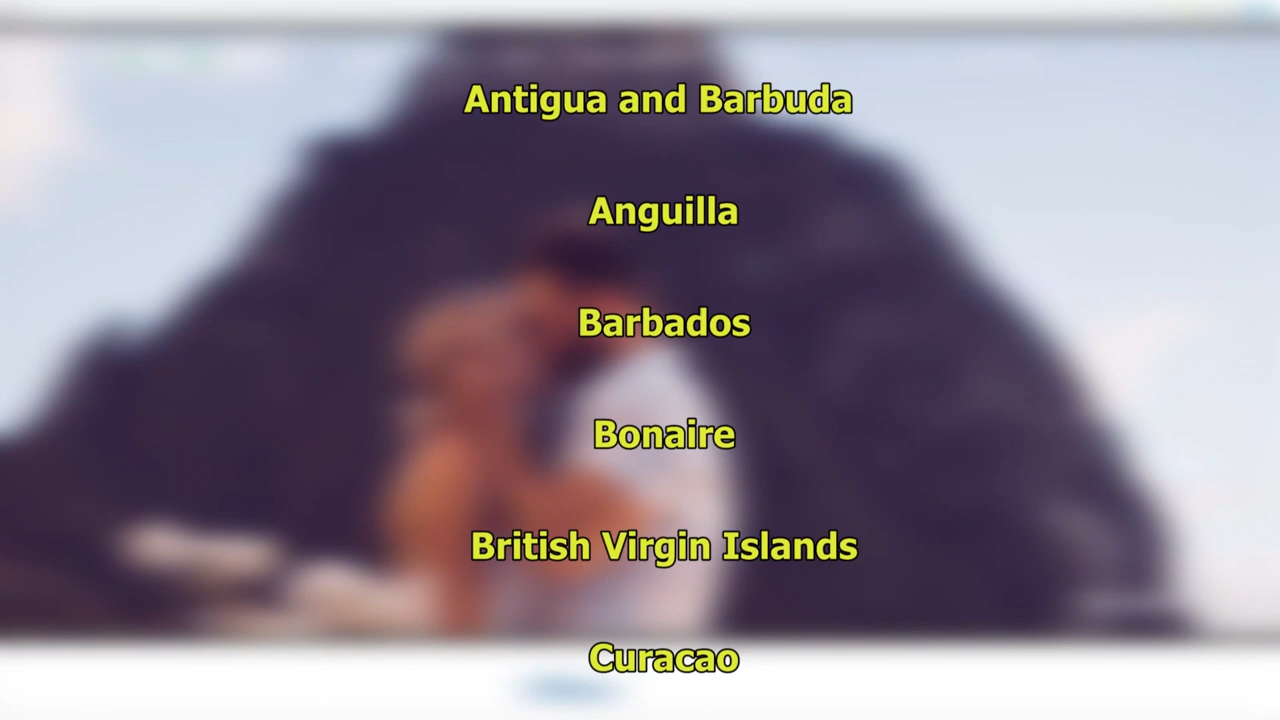 Antigua and Barbuda
Anguilla
Barbados
Bonaire
British Virgin Islands
Curacao